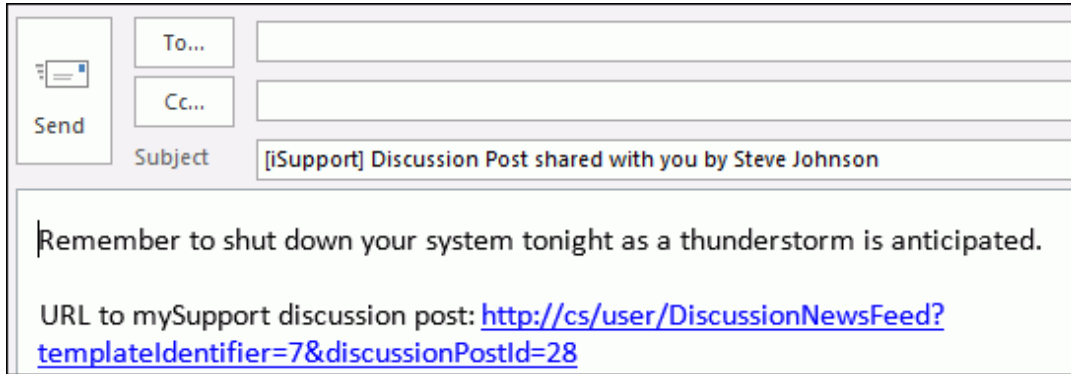 To...
Cc...
Send
Subject
[iSupport] Discussion Post shared with you by Steve Johnson
Remember to shut down your system tonight as a thunderstorm is anticipated.
URL to mySupport discussion post: http://cs/user/DiscussionNewsFeed?
templateIdentifier=7&discussionPostId=28